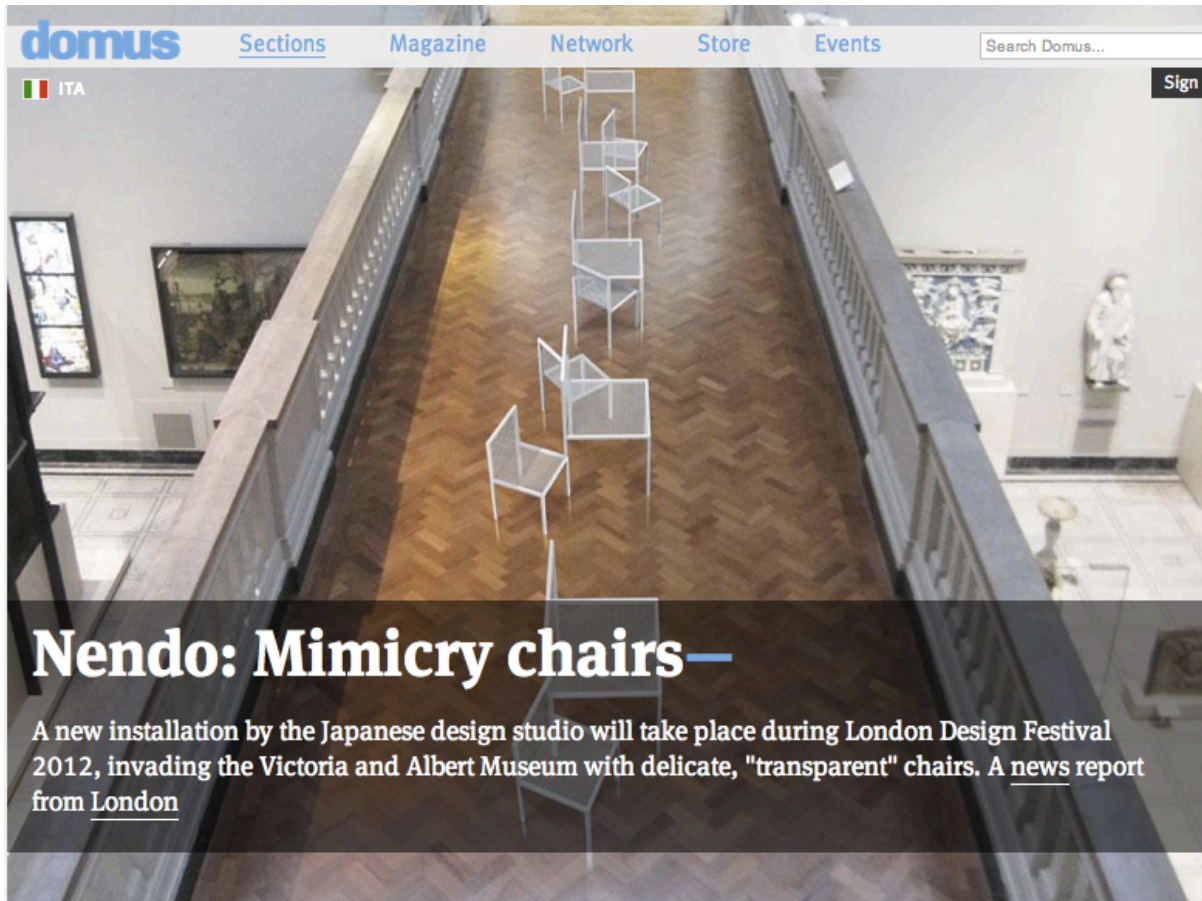 domus
Sections Magazine Network Store Events
Search Domus...
ITA
Sign
Nendo: Mimicry chairs—
A new installation by the Japanese design studio will take place during London Design Festival
2012, invading the Victoria and Albert Museum with delicate, "transparent" chairs. A news report
from London